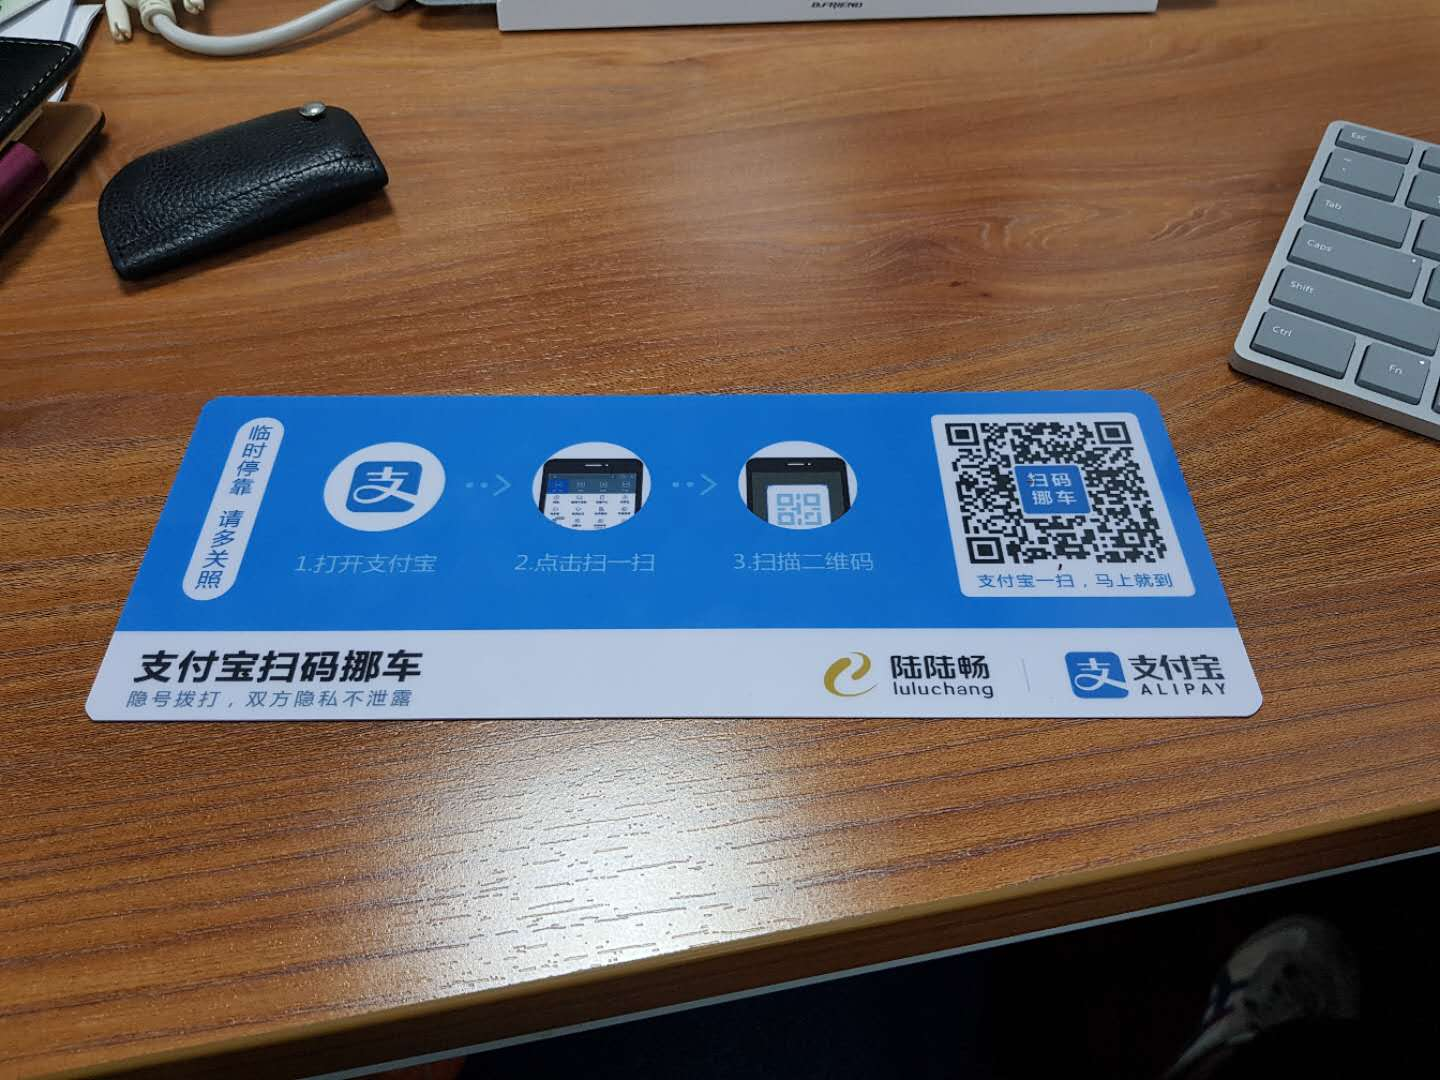 D.FRIEND
Esc
Tab
Caps
Shift
Ctrl
Fn
临时停靠 请多关照
支
1.打开支付宝
2.点击扫一扫
3.扫描二维码
扫码
挪车
支付宝一扫，马上就到
支付宝扫码挪车
隐号拨打，双方隐私不泄露
陆陆畅
luluchang
支 支付宝
ALIPAY